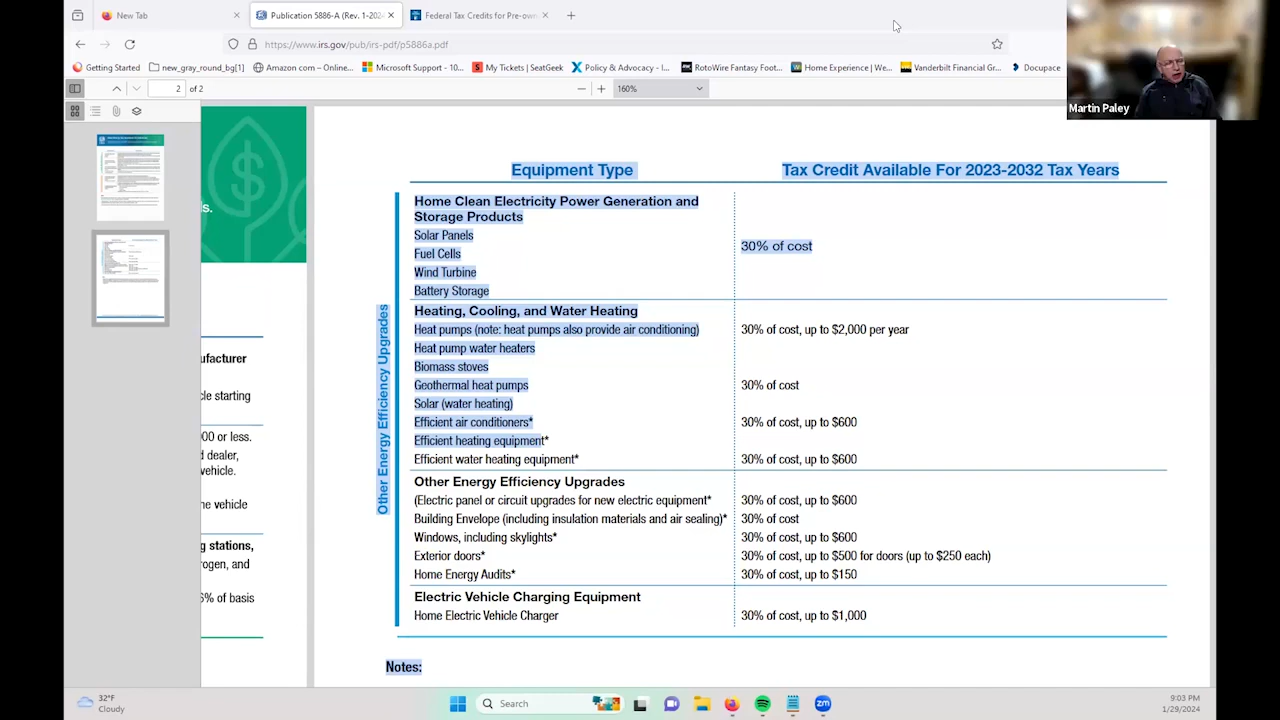 New Tab
Publication 5886-A (Rev. 1-2024
Federal Tax Credits for Pre-own
https://www.irs.gov/pub/irs-pdf/p5886a.pdf
Getting Started
new_gray_round_bg[1]
Amazon com – Online...
Microsoft Support - 10...
My Tickets | SeatGeek
Policy & Advocacy - I...
RotoWire Fantasy Foot...
Home Experience | We...
Vanderbilt Financial Gr...
Docupace
2 of 2
160%
Martin Paley
s.
ufacturer
cle starting
00 or less.
d dealer,
vehicle.
he vehicle
g stations,
rogen, and
6% of basis
Equipment Type
Tax Credit Available For 2023-2032 Tax Years
Other Energy Efficiency Upgrades
Home Clean Electricity Power Generation and
Storage Products
Solar Panels
30% of cost
Fuel Cells
Wind Turbine
Battery Storage
Heating, Cooling, and Water Heating
Heat pumps (note: heat pumps also provide air conditioning)
30% of cost, up to $2,000 per year
Heat pump water heaters
Biomass stoves
Geothermal heat pumps
30% of cost
Solar (water heating)
Efficient air conditioners*
30% of cost, up to $600
Efficient heating equipment*
Efficient water heating equipment*
30% of cost, up to $600
Other Energy Efficiency Upgrades
(Electric panel or circuit upgrades for new electric equipment*
30% of cost, up to $600
Building Envelope (including insulation materials and air sealing)*
30% of cost
Windows, including skylights*
30% of cost, up to $600
Exterior doors*
30% of cost, up to $500 for doors (up to $250 each)
Home Energy Audits*
30% of cost, up to $150
Electric Vehicle Charging Equipment
Home Electric Vehicle Charger
30% of cost, up to $1,000
Notes:
32°F
Cloudy
Search
zm
9:03 PM
1/29/2024